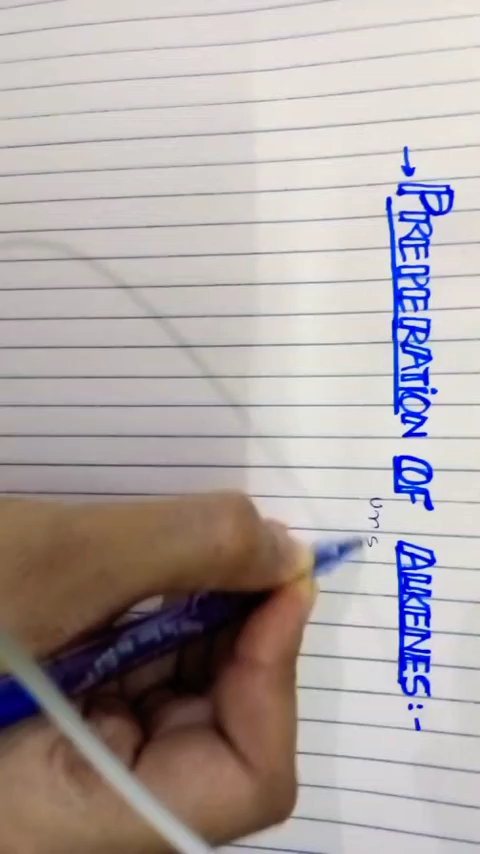 → PREPERATION OF ALKENES:-